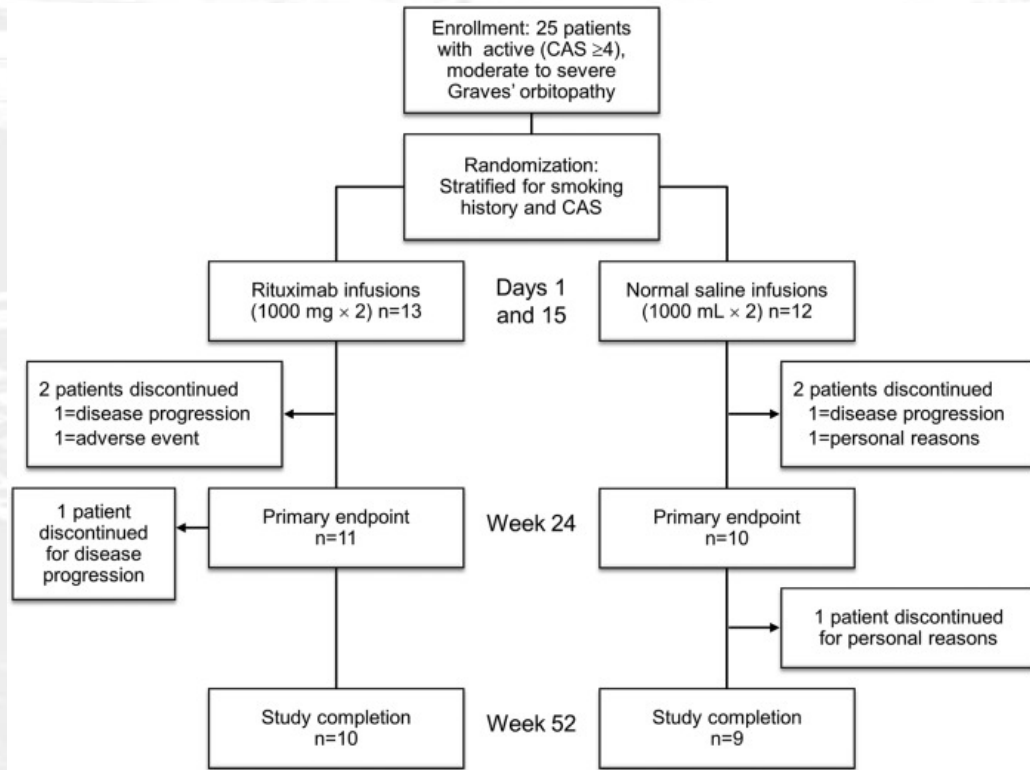 Enrollment: 25 patients
with active (CAS ≥4),
moderate to severe
Graves' orbitopathy
Randomization:
Stratified for smoking
history and CAS
Rituximab infusions
(1000 mg × 2) n=13
Days 1
and 15
Normal saline infusions
(1000 mL × 2) n=12
2 patients discontinued
1=disease progression
1=adverse event
2 patients discontinued
1=disease progression
1=personal reasons
1 patient
discontinued
for disease
progression
Primary endpoint
n=11
Week 24
Primary endpoint
n=10
1 patient discontinued
for personal reasons
Study completion
n=10
Week 52
Study completion
n=9